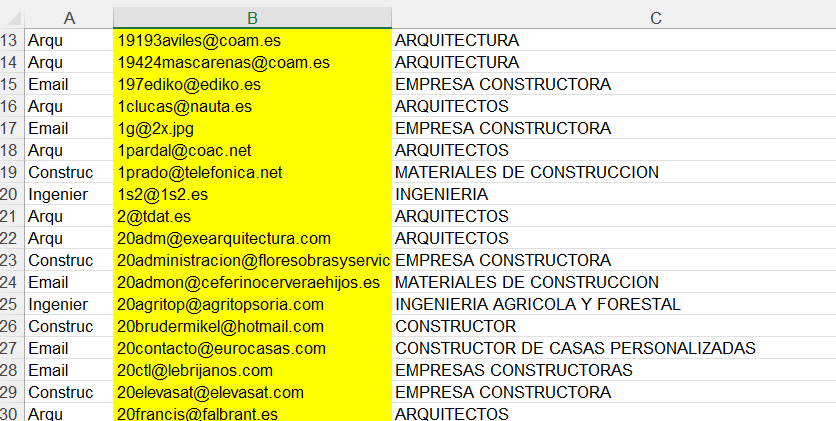 A B C
13 Arqu 19193aviles@coam.es ARQUITECTURA
14 Arqu 19424mascarenas@coam.es ARQUITECTURA
15 Email 197ediko@ediko.es EMPRESA CONSTRUCTORA
16 Arqu 1clucas@nauta.es ARQUITECTOS
17 Email 1g@2x.jpg EMPRESA CONSTRUCTORA
18 Arqu 1pardal@coac.net ARQUITECTOS
19 Construc 1prado@telefonica.net MATERIALES DE CONSTRUCCION
20 Ingenier 1s2@1s2.es INGENIERIA
21 Arqu 2@tdat.es ARQUITECTOS
22 Arqu 20adm@exearquitectura.com ARQUITECTOS
23 Construc 20administracion@floresobrasyservic EMPRESA CONSTRUCTORA
24 Email 20admon@ceferinocerveraehijos.es MATERIALES DE CONSTRUCCION
25 Ingenier 20agritop@agritopsoria.com INGENIERIA AGRICOLA Y FORESTAL
26 Construc 20brudermikel@hotmail.com CONSTRUCTOR
27 Email 20contacto@eurocasas.com CONSTRUCTOR DE CASAS PERSONALIZADAS
28 Email 20ctl@lebrijanos.com EMPRESAS CONSTRUCTORAS
29 Construc 20elevasat@elevasat.com EMPRESA CONSTRUCTORA
30 Arqu 20francis@falbrant.es ARQUITECTOS